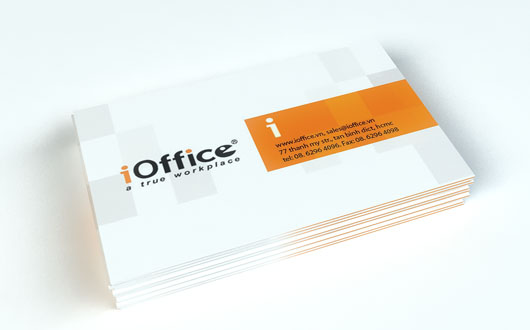 iOffice®
a true workplace
i
www.ioffice.vn, sales@ioffice.vn
77 thanh my str., tan binh dict, hcmc
tel: 08. 6296 4096, Fax: 08. 6296 4098